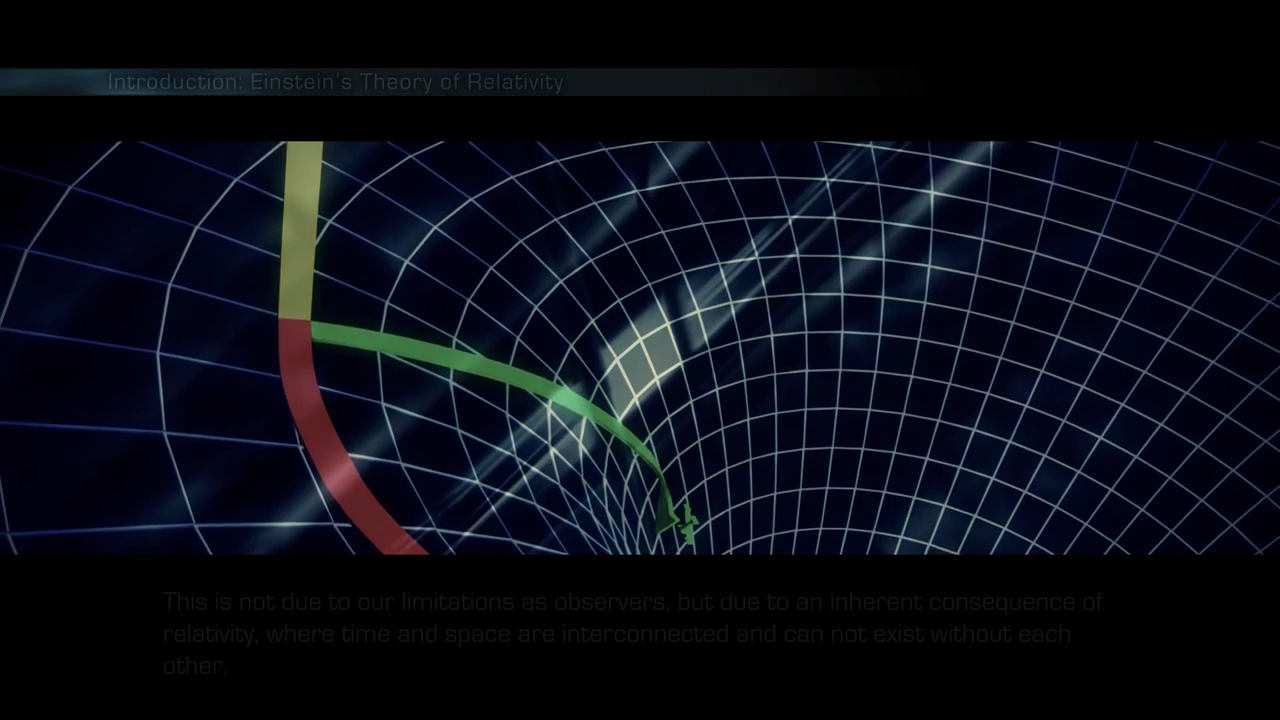 Introduction: Einstein's Theory of Relativity
This is not due to our limitations as observers, but due to an inherent consequence of
relativity, where time and space are interconnected and can not exist without each
other.